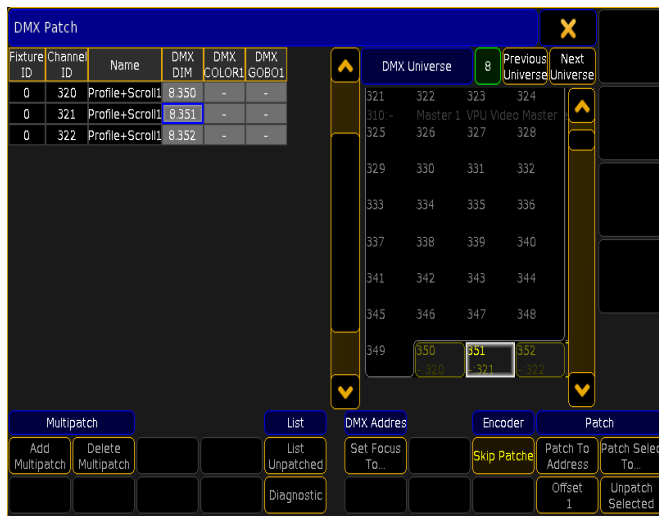 DMX Patch
X
Fixture ID Channel ID Name DMX DIM DMX COLOR1 DMX GOBO1
0 320 Profile+Scroll1 8.350 - -
0 321 Profile+Scroll1 8.351 - -
0 322 Profile+Scroll1 8.352 - -
DMX Universe 8 Previous Universe Next Universe
321 322 323 324
310:- Master 1 VPU Video Master
325 326 327 328
329 330 331 332
333 334 335 336
337 338 339 340
341 342 343 344
345 346 347 348
349 350 351 352
-:320 -:321 -:322
Multipatch List DMX Addres Encoder Patch
Add Multipatch Delete Multipatch List Unpatched Set Focus To... Skip Patche Patch To Address Patch Selec To...
Diagnostic Offset 1 Unpatch Selected